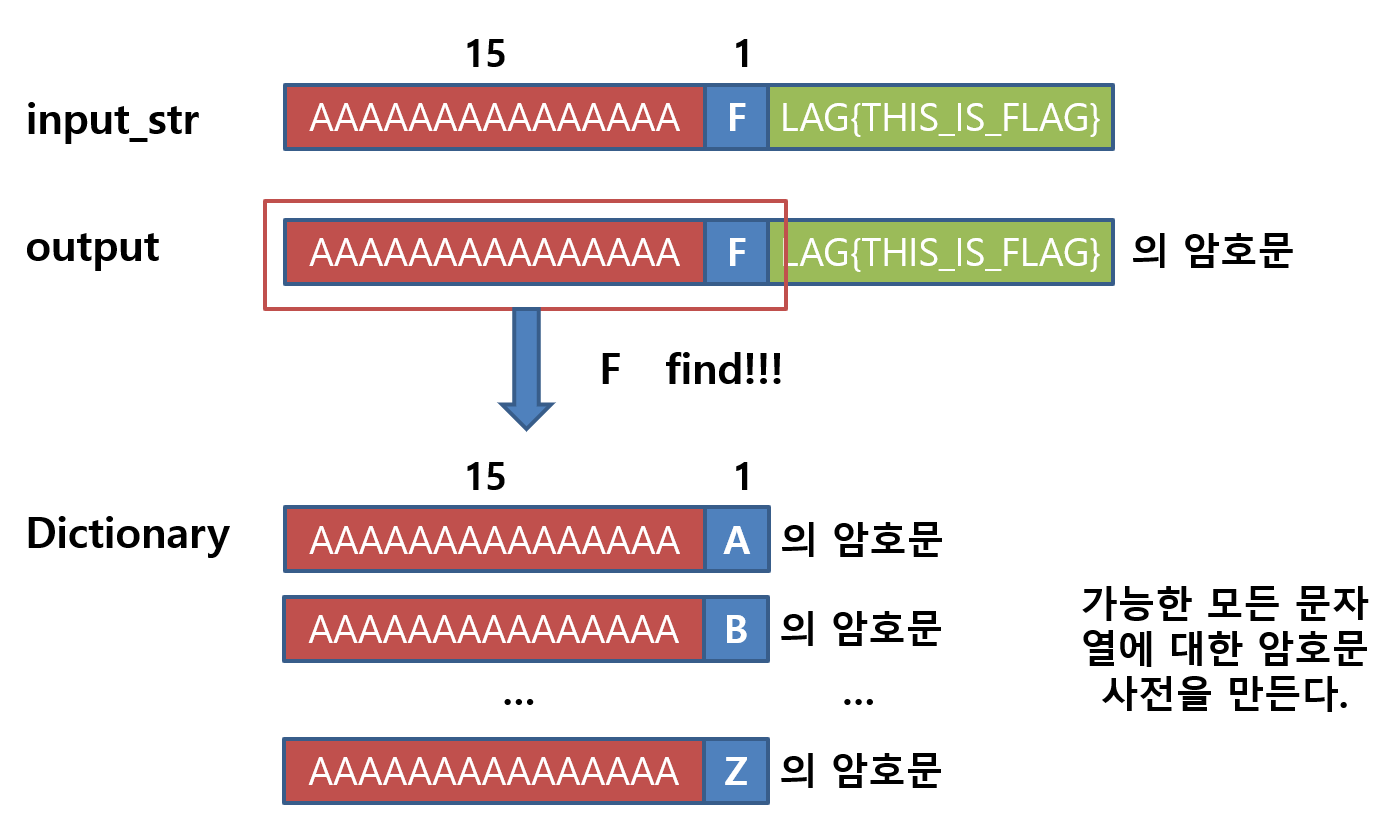 15 1
input_str AAAAAAAAAAAAAAA F LAG{THIS_IS_FLAG}
output AAAAAAAAAAAAAAA F LAG{THIS_IS_FLAG} 의 암호문
F find!!!
15 1
Dictionary AAAAAAAAAAAAAAA A 의 암호문
AAAAAAAAAAAAAAA B 의 암호문
... ...
AAAAAAAAAAAAAAA Z 의 암호문
가능한 모든 문자
열에 대한 암호문
사전을 만든다.